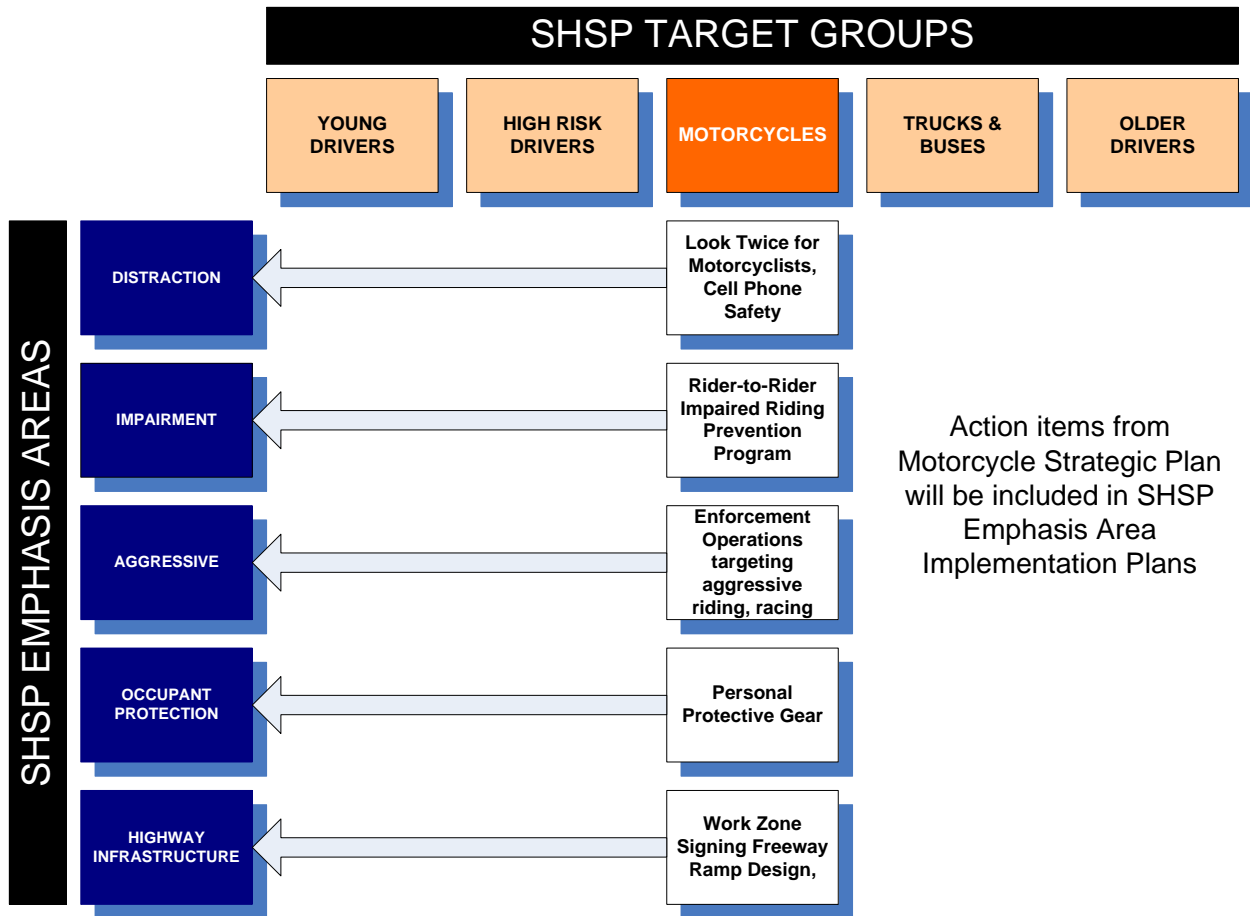 SHSP TARGET GROUPS
YOUNG
DRIVERS
HIGH RISK
DRIVERS
MOTORCYCLES
TRUCKS &
BUSES
OLDER
DRIVERS
SHSP EMPHASIS AREAS
DISTRACTION
Look Twice for
Motorcyclists,
Cell Phone
Safety
IMPAIRMENT
Rider-to-Rider
Impaired Riding
Prevention
Program
AGGRESSIVE
Enforcement
Operations
targeting
aggressive
riding, racing
OCCUPANT
PROTECTION
Personal
Protective Gear
HIGHWAY
INFRASTRUCTURE
Work Zone
Signing Freeway
Ramp Design,
Action items from
Motorcycle Strategic Plan
will be included in SHSP
Emphasis Area
Implementation Plans